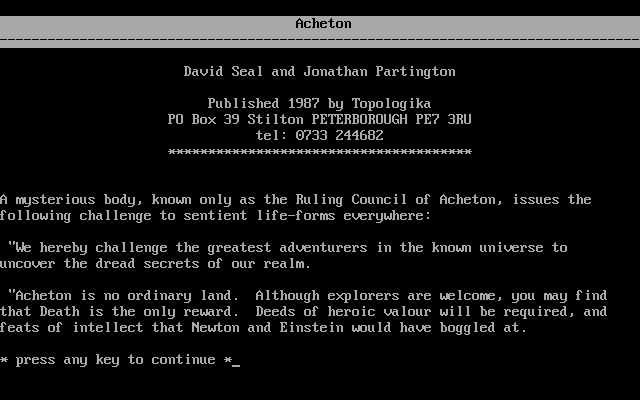 Acheton
David Seal and Jonathan Partington
Published 1987 by Topologika
PO Box 39 Stilton PETERBOROUGH PE7 3RU
tel: 0733 244682
**************************************
A mysterious body, known only as the Ruling Council of Acheton, issues the
following challenge to sentient life-forms everywhere:
"We hereby challenge the greatest adventurers in the known universe to
uncover the dread secrets of our realm.
"Acheton is no ordinary land.  Although explorers are welcome, you may find
that Death is the only reward.  Deeds of heroic valour will be required, and
feats of intellect that Newton and Einstein would have boggled at.
* press any key to continue *_